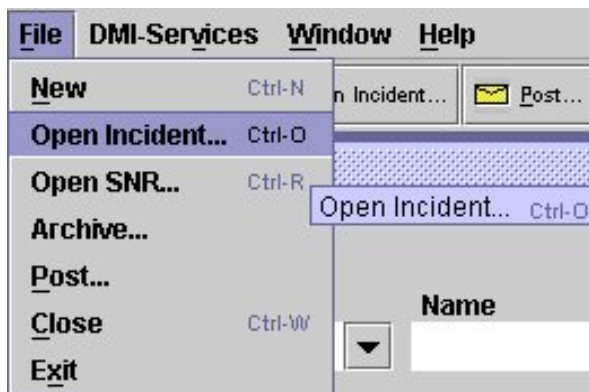 File DMI-Services Window Help
New Ctrl-N
n Incident... Post...
Open Incident... Ctrl-O
Open SNR... Ctrl-R
Open Incident... Ctrl-O
Archive...
Post...
Name
Close Ctrl-W
Exit